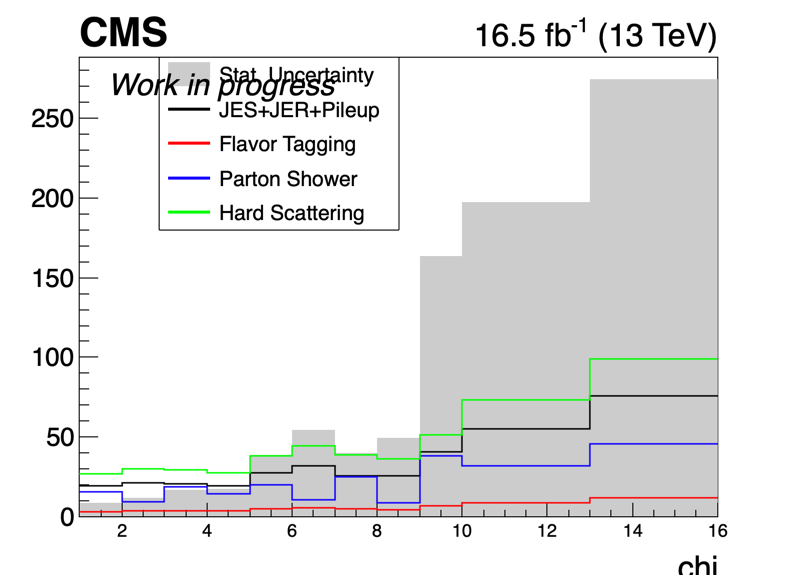 CMS 16.5 fb⁻¹ (13 TeV)
Stat. Uncertainty
Work in progress
JES+JER+Pileup
Flavor Tagging
Parton Shower
Hard Scattering
250
200
150
100
50
0
2 4 6 8 10 12 14 16
chi